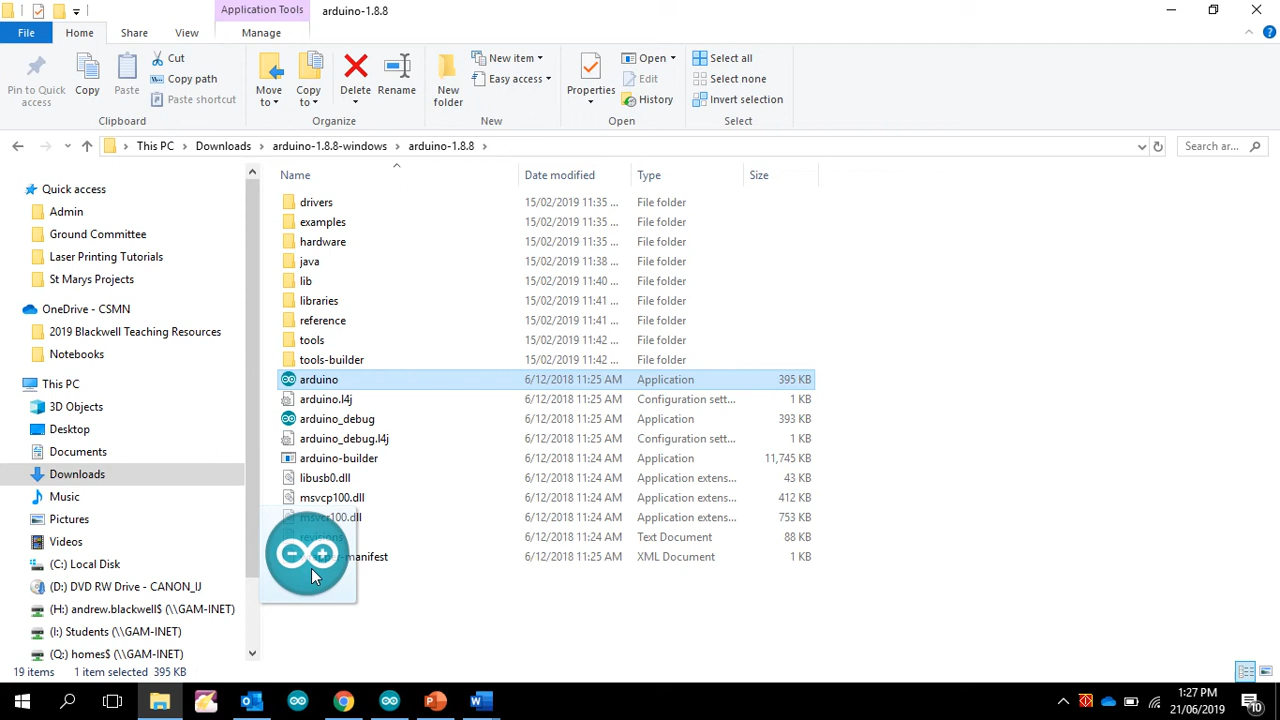 Application Tools arduino-1.8.8
File Home Share View Manage
Pin to Quick access
Copy
Paste
Cut
Copy path
Paste shortcut
Clipboard
Move to
Copy to
Delete
Rename
Organize
New folder
New item
Easy access
New
Properties
Open
Edit
History
Open
Select all
Select none
Invert selection
Select
This PC Downloads arduino-1.8.8-windows arduino-1.8.8 Search ar...
Name Date modified Type Size
Quick access
Admin
Ground Committee
Laser Printing Tutorials
St Marys Projects
OneDrive - CSMN
2019 Blackwell Teaching Resources
Notebooks
This PC
3D Objects
Desktop
Documents
Downloads
Music
Pictures
Videos
(C:) Local Disk
(D:) DVD RW Drive - CANON_IJ
(H:) andrew.blackwell$ (\\GAM-INET)
(I:) Students (\\GAM-INET)
(Q:) homes$ (\\GAM-INET)
drivers 15/02/2019 11:35 ... File folder
examples 15/02/2019 11:35 ... File folder
hardware 15/02/2019 11:35 ... File folder
java 15/02/2019 11:38 ... File folder
lib 15/02/2019 11:40 ... File folder
libraries 15/02/2019 11:41 ... File folder
reference 15/02/2019 11:41 ... File folder
tools 15/02/2019 11:42 ... File folder
tools-builder 15/02/2019 11:42 ... File folder
arduino 6/12/2018 11:25 AM Application 395 KB
arduino.l4j 6/12/2018 11:25 AM Configuration sett... 1 KB
arduino_debug 6/12/2018 11:25 AM Application 393 KB
arduino_debug.l4j 6/12/2018 11:25 AM Configuration sett... 1 KB
arduino-builder 6/12/2018 11:24 AM Application 11,745 KB
libusb0.dll 6/12/2018 11:24 AM Application extens... 43 KB
msvcp100.dll 6/12/2018 11:24 AM Application extens... 412 KB
msvcr100.dll 6/12/2018 11:24 AM Application extens... 753 KB
revisions 6/12/2018 11:24 AM Text Document 88 KB
manifest 6/12/2018 11:25 AM XML Document 1 KB
19 items 1 item selected 395 KB
1:27 PM
21/06/2019
10